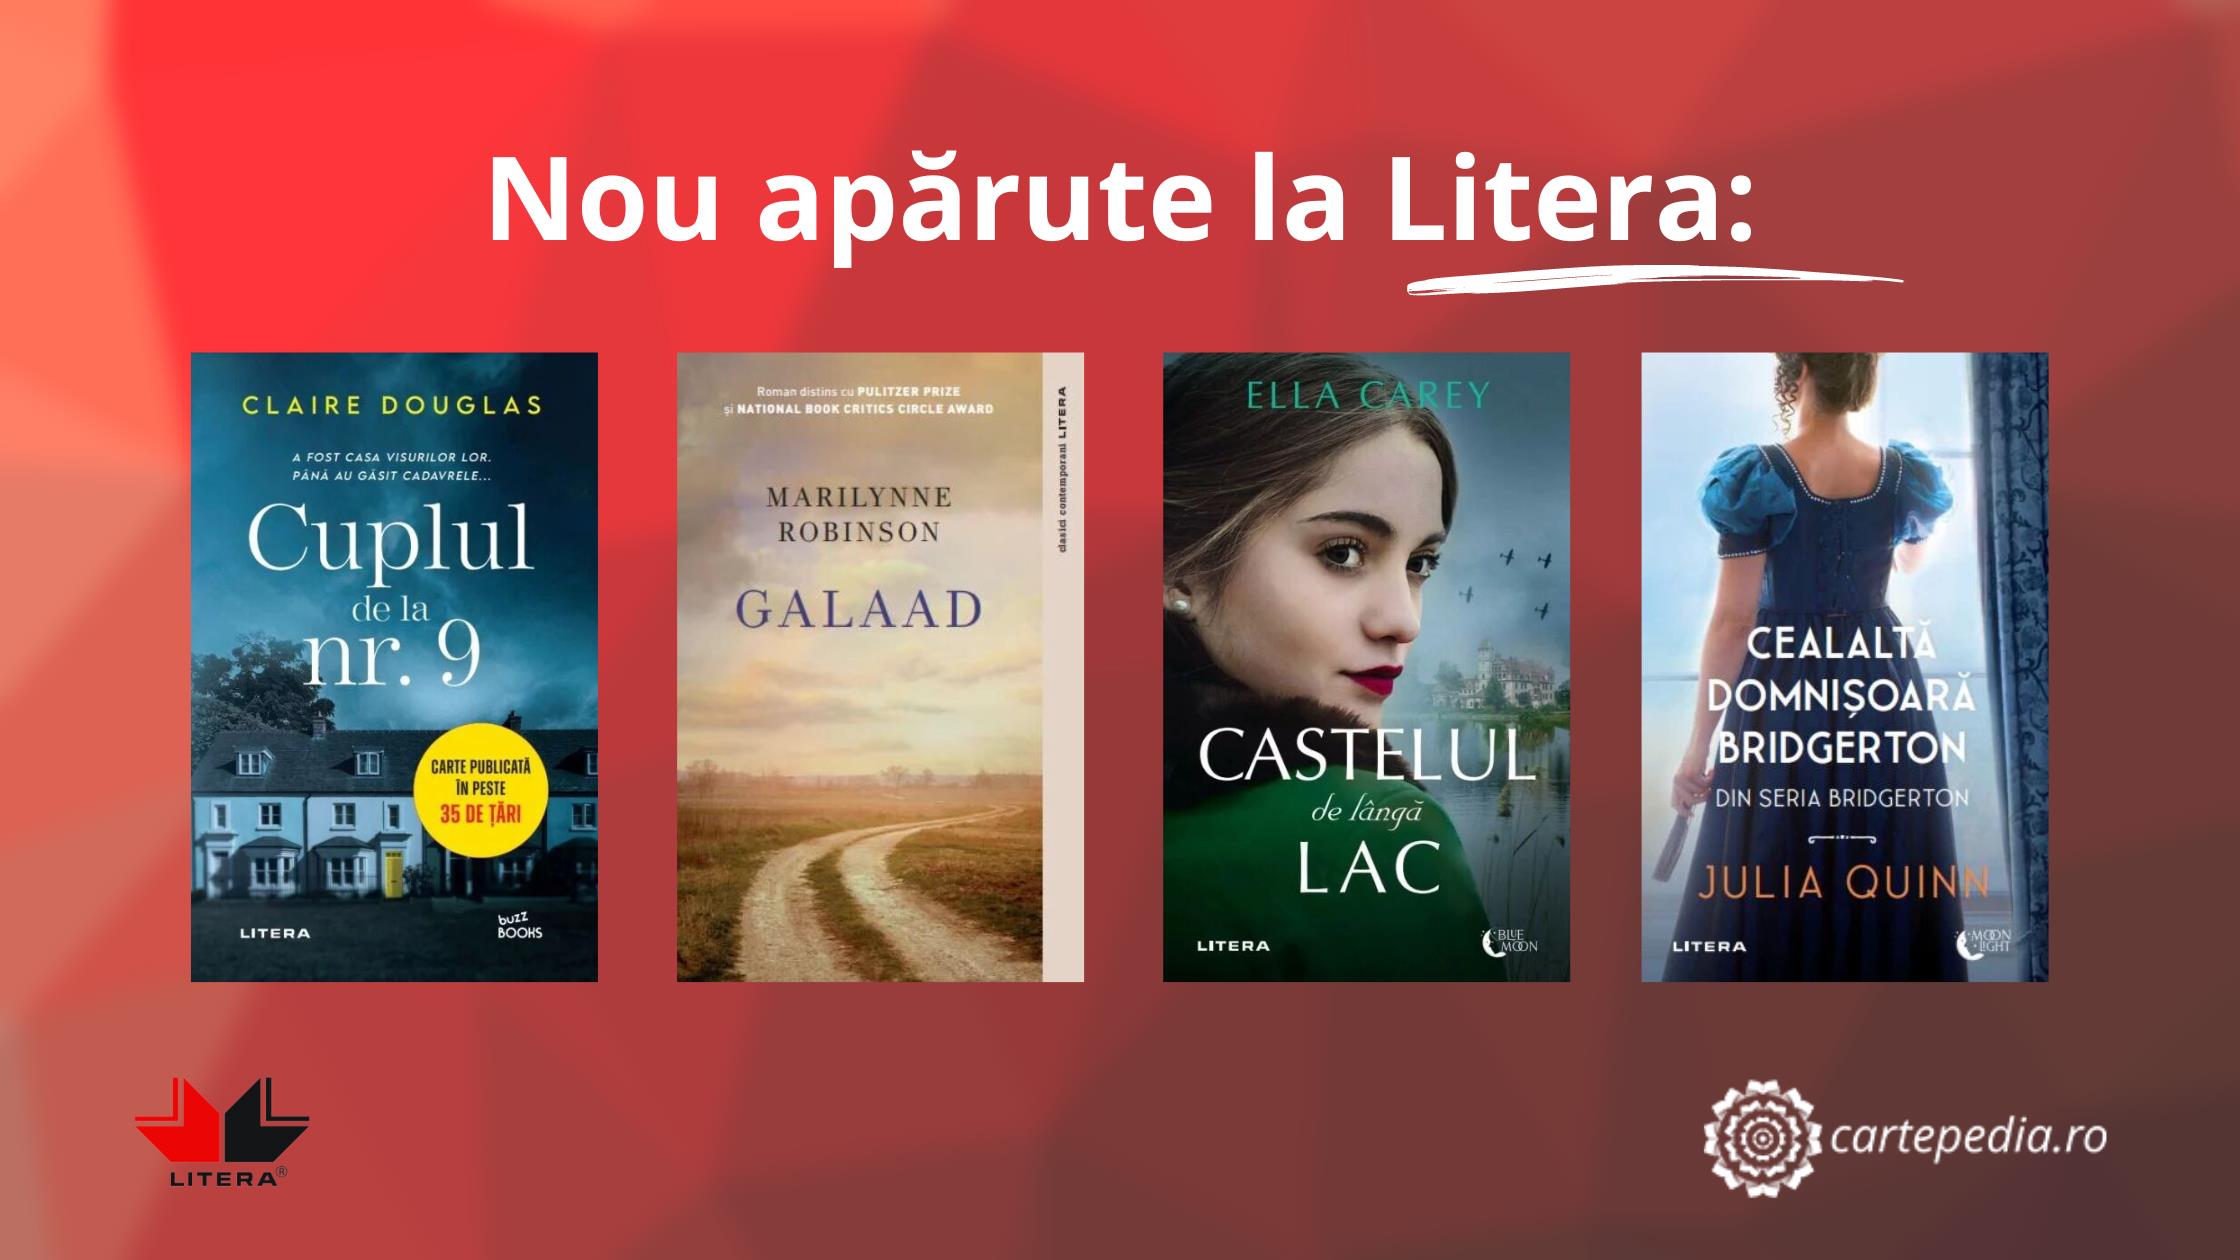 Nou apărute la Litera:
CLAIRE DOUGLAS
A FOST CASA VISURILOR LOR.
PÂNĂ AU GĂSIT CADAVRELE...
Cuplul
de la
nr. 9
CARTE PUBLICATĂ
ÎN PESTE
35 DE ȚĂRI
LITERA
buzz
BOOKS
Roman distins cu PULITZER PRIZE
și NATIONAL BOOK CRITICS CIRCLE AWARD
MARILYNNE
ROBINSON
GALAAD
clasici contemporani LITERA
ELLA CAREY
CASTELUL
de lângă
LAC
LITERA
BLUE
MOON
CEALALTĂ
DOMNIȘOARĂ
BRIDGERTON
DIN SERIA BRIDGERTON
JULIA QUINN
LITERA
MOON
LIGHT
LITERA®
cartepedia.ro